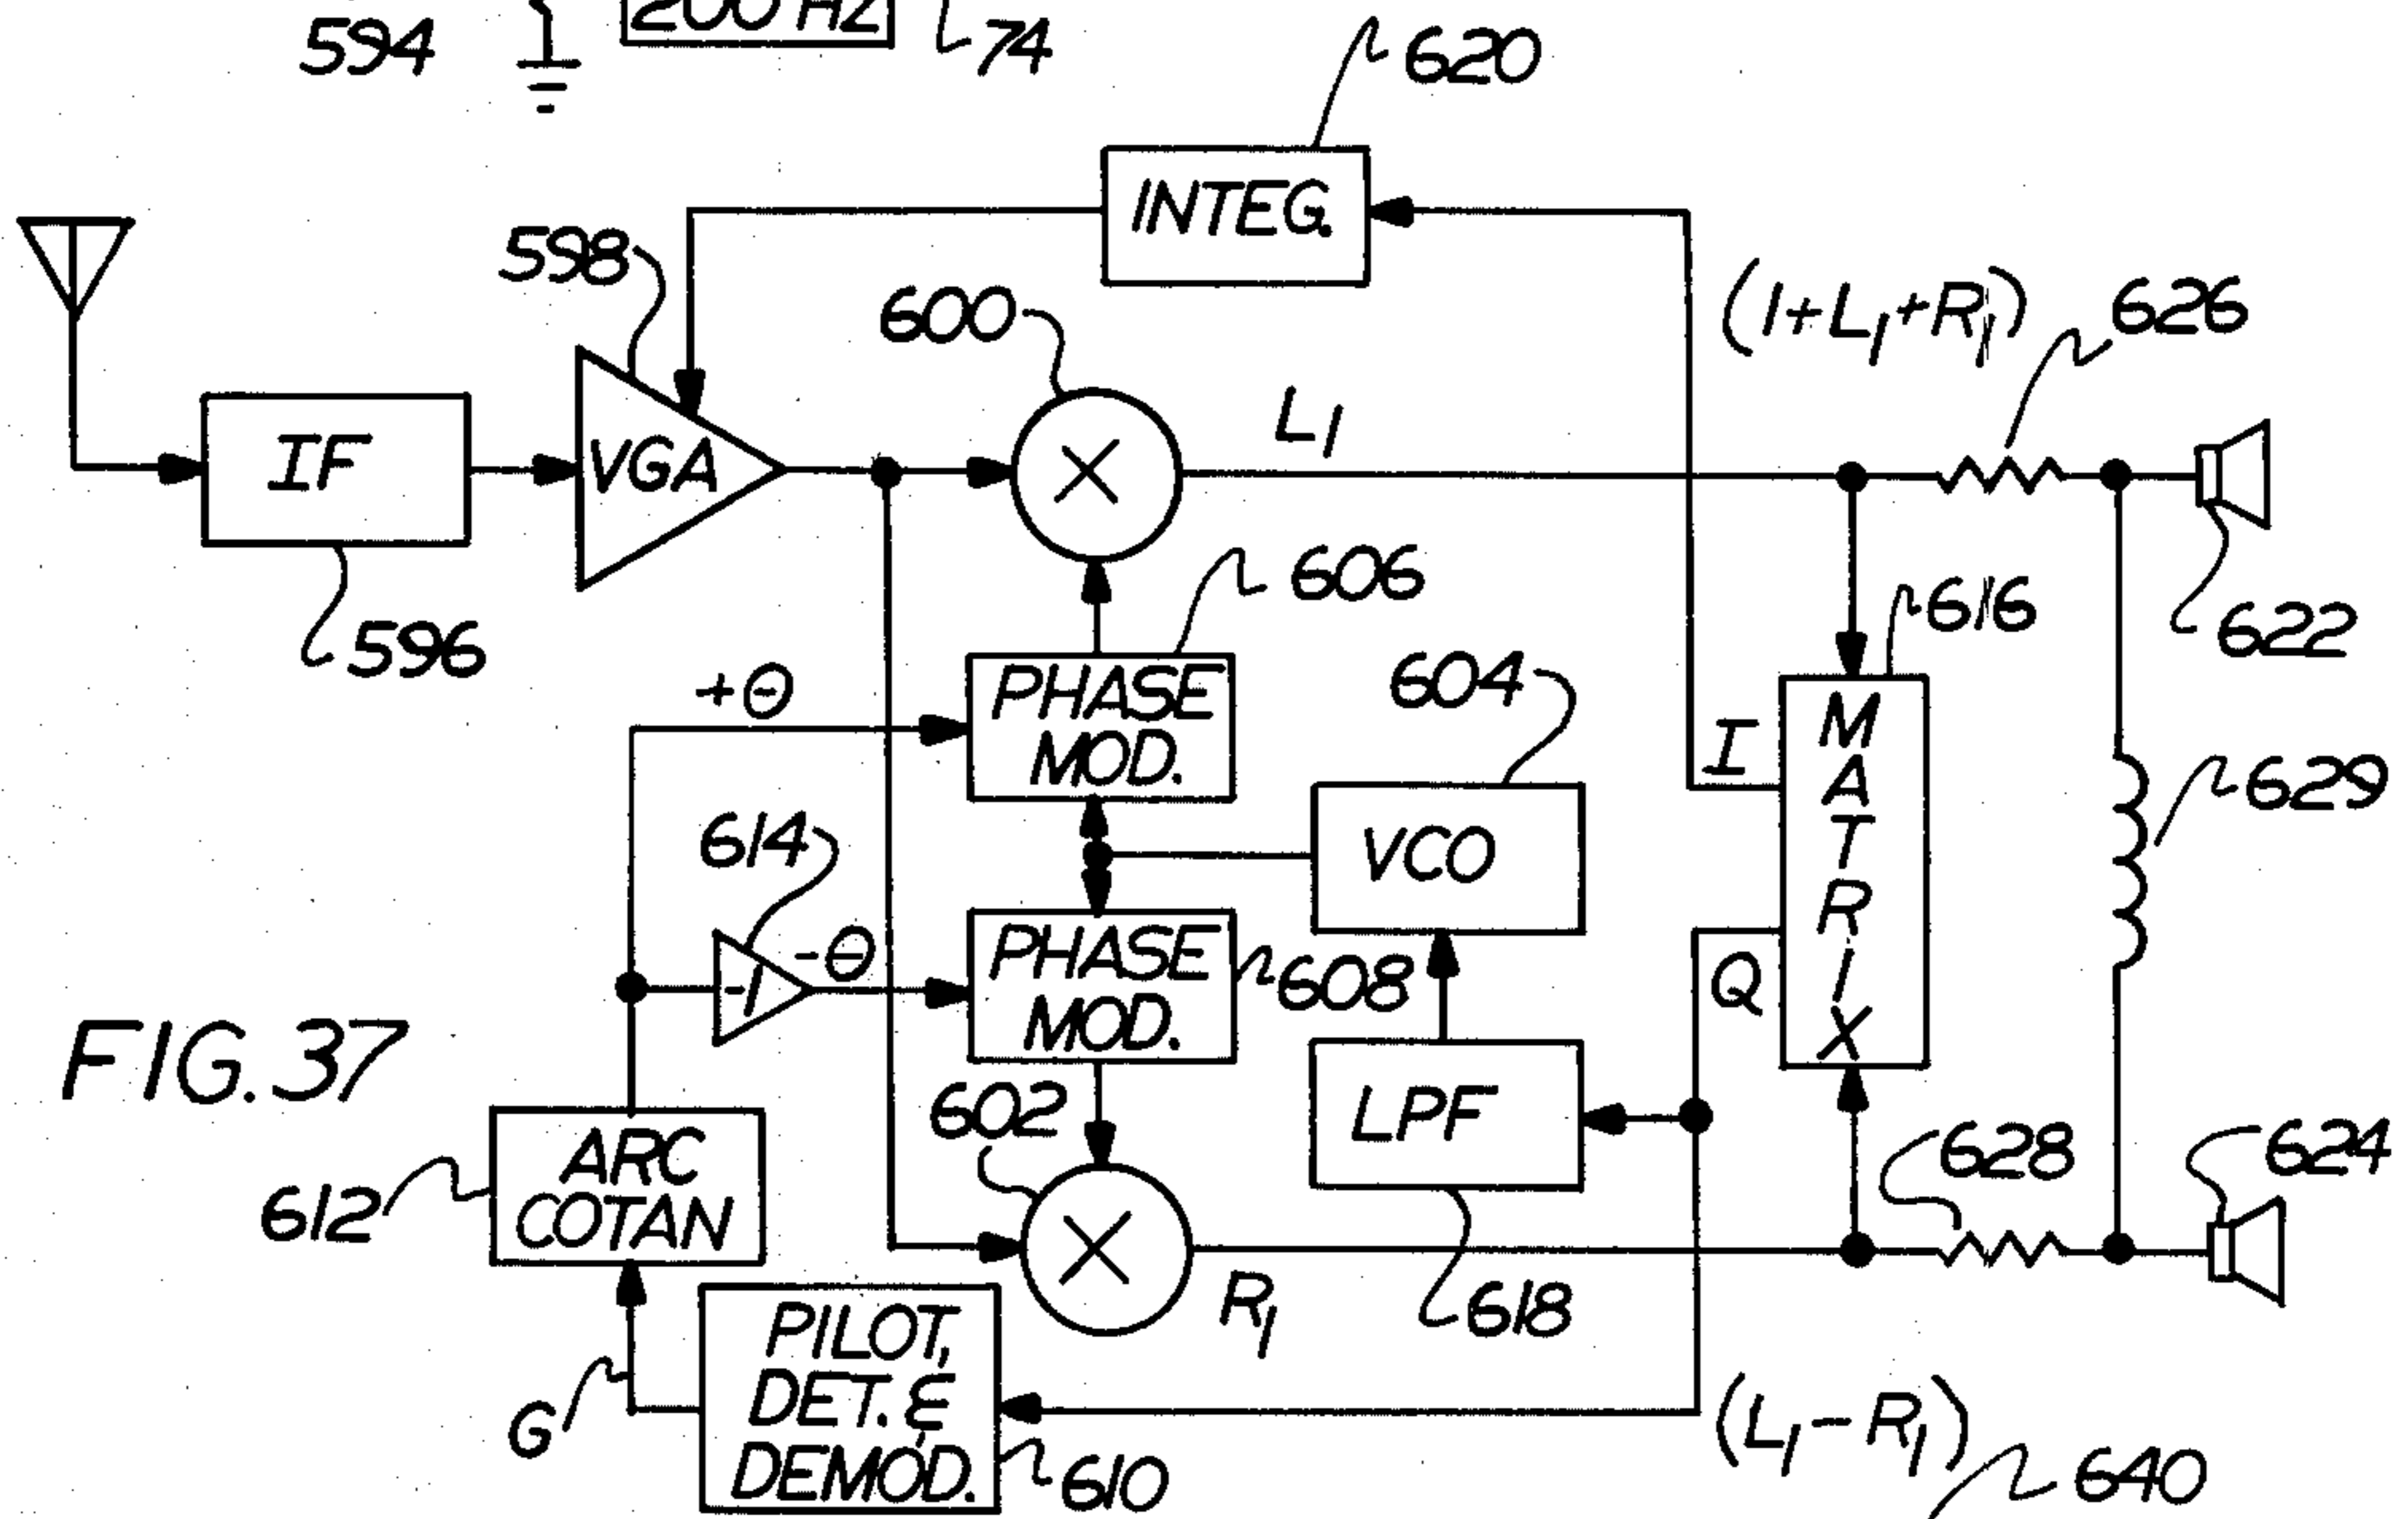 594
200 HZ
74
620
INTEG.
598
600
(1+L1+R1)
626
IF
VGA
X
L1
596
606
616
622
+θ
PHASE
MOD.
604
I
MATRIX
629
614
VCO
-1
-θ
PHASE
MOD.
608
Q
FIG. 37
602
LPF
628
624
612
ARC
COTAN
X
R1
618
PILOT,
DET. &
DEMOD.
G
610
(L1-R1)
640